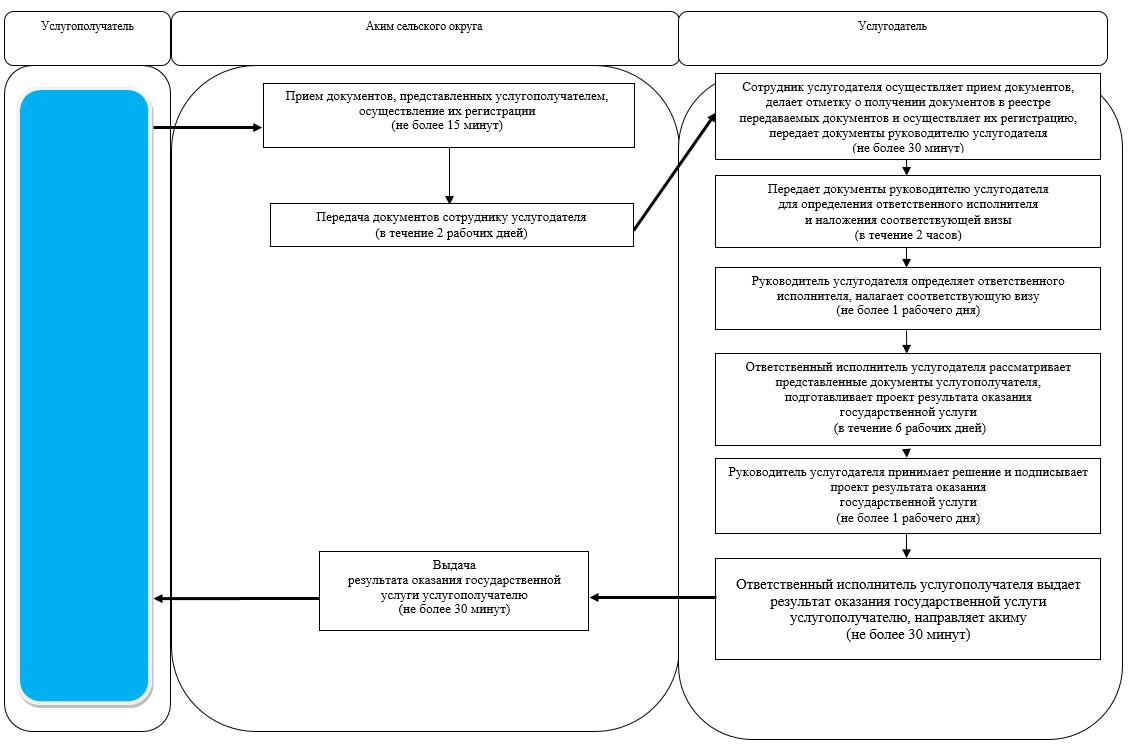 Услугополучатель
Аким сельского округа
Услугодатель
Прием документов, представленных услугополучателем,
осуществление их регистрации
(не более 15 минут)
Передача документов сотруднику услугодателя
(в течение 2 рабочих дней)
Сотрудник услугодателя осуществляет прием документов,
делает отметку о получении документов в реестре
передаваемых документов и осуществляет их регистрацию,
передает документы руководителю услугодателя
(не более 30 минут)
Передает документы руководителю услугодателя
для определения ответственного исполнителя
и наложения соответствующей визы
(в течение 2 часов)
Руководитель услугодателя определяет ответственного
исполнителя, налагает соответствующую визу
(не более 1 рабочего дня)
Ответственный исполнитель услугодателя рассматривает
представленные документы услугополучателя,
подготавливает проект результата оказания
государственной услуги
(в течение 6 рабочих дней)
Руководитель услугодателя принимает решение и подписывает
проект результата оказания
государственной услуги
(не более 1 рабочего дня)
Ответственный исполнитель услугополучателя выдает
результат оказания государственной услуги
услугополучателю, направляет акиму
(не более 30 минут)
Выдача
результата оказания государственной
услуги услугополучателю
(не более 30 минут)